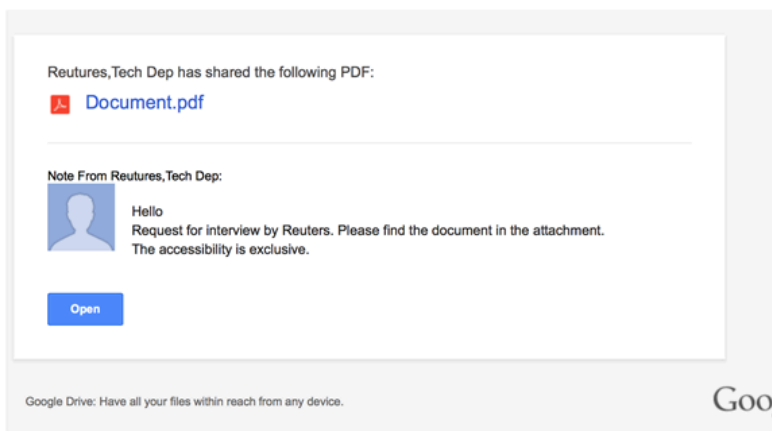 Reutures,Tech Dep has shared the following PDF:
Document.pdf
Note From Reutures,Tech Dep:
Hello
Request for interview by Reuters. Please find the document in the attachment.
The accessibility is exclusive.
Open
Google Drive: Have all your files within reach from any device.
Goo